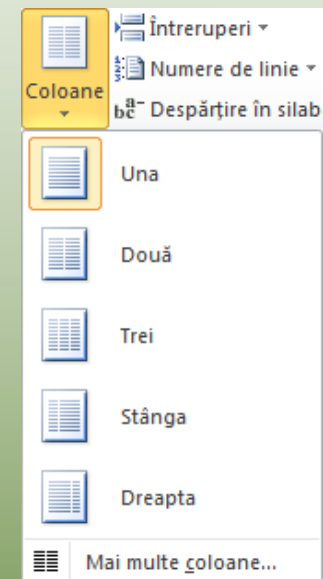 Întreruperi
Numere de linie
Coloane
Despărțire în silab
Una
Două
Trei
Stânga
Dreapta
Mai multe coloane...